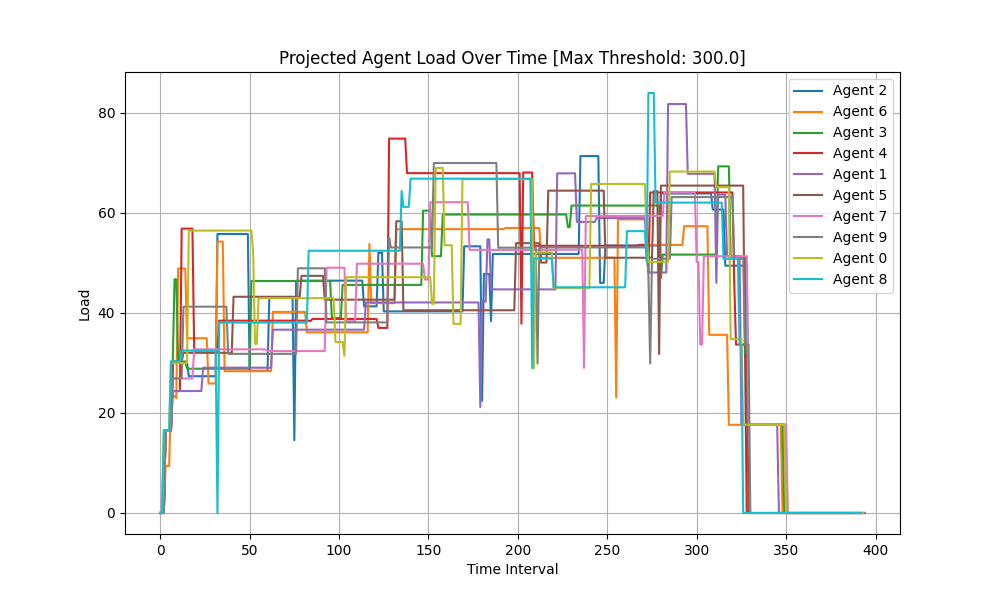 Projected Agent Load Over Time [Max Threshold: 300.0]
Load
80
60
40
20
0
0 50 100 150 200 250 300 350 400
Time Interval
Agent 2
Agent 6
Agent 3
Agent 4
Agent 1
Agent 5
Agent 7
Agent 9
Agent 0
Agent 8